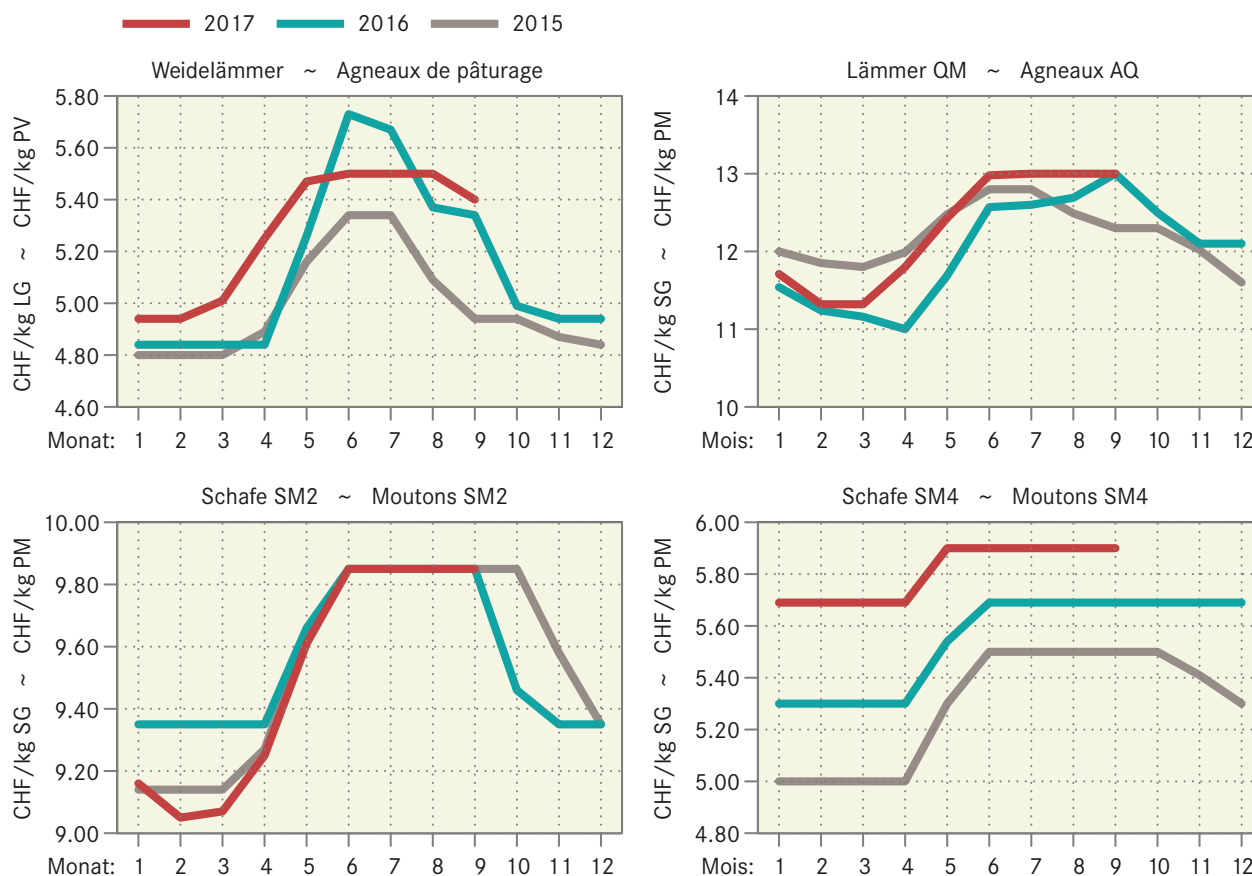 2017 2016 2015
Weidelämmer ~ Agneaux de pâturage
CHF/kg LG ~ CHF/kg PV
5.80
5.60
5.40
5.20
5.00
4.80
4.60
Monat: 1 2 3 4 5 6 7 8 9 10 11 12
Lämmer QM ~ Agneaux AQ
CHF/kg SG ~ CHF/kg PM
14
13
12
11
10
Mois: 1 2 3 4 5 6 7 8 9 10 11 12
Schafe SM2 ~ Moutons SM2
CHF/kg SG ~ CHF/kg PM
10.00
9.80
9.60
9.40
9.20
9.00
Monat: 1 2 3 4 5 6 7 8 9 10 11 12
Schafe SM4 ~ Moutons SM4
CHF/kg SG ~ CHF/kg PM
6.00
5.80
5.60
5.40
5.20
5.00
4.80
Mois: 1 2 3 4 5 6 7 8 9 10 11 12